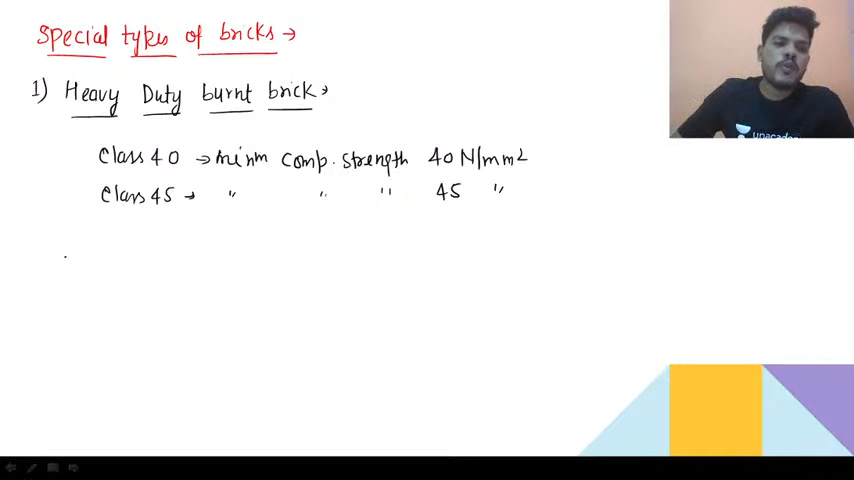 Special types of bricks →
1) Heavy Duty burnt brick →
Class 40 → minm comp. strength 40 N/mm2
Class 45 → " " " 45 "
unacademy